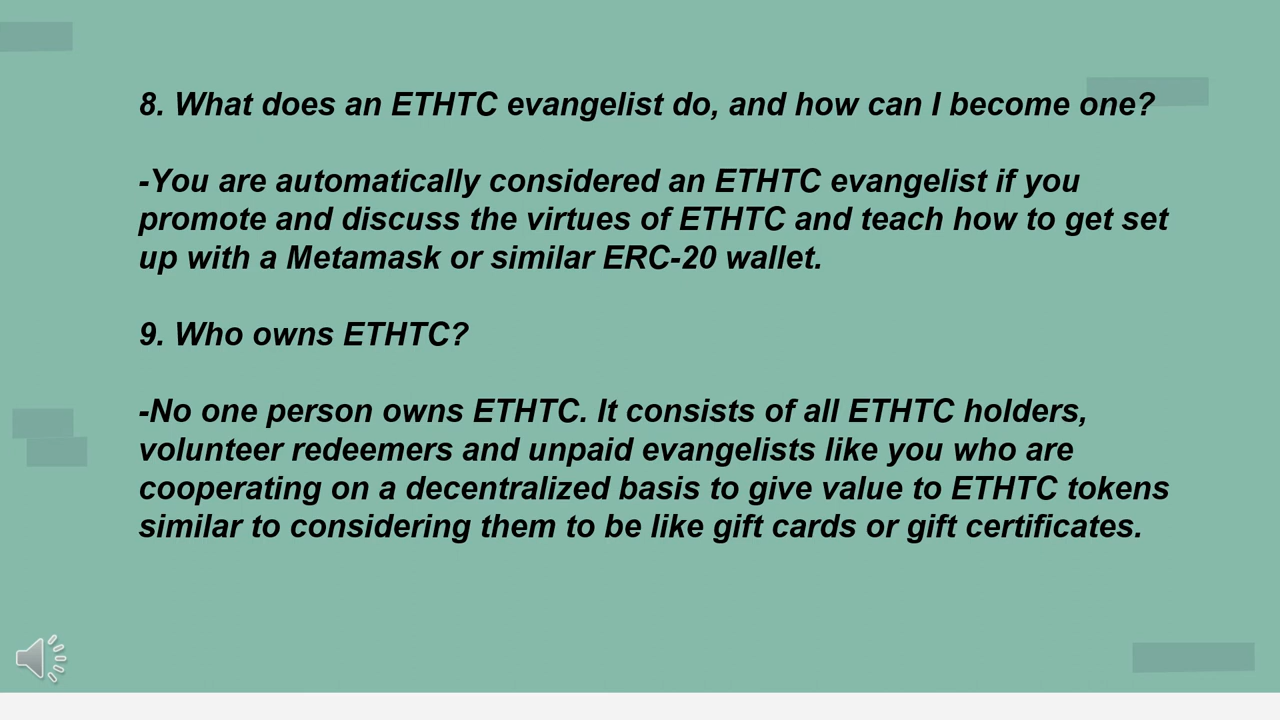 8. What does an ETHTC evangelist do, and how can I become one?
-You are automatically considered an ETHTC evangelist if you
promote and discuss the virtues of ETHTC and teach how to get set
up with a Metamask or similar ERC-20 wallet.
9. Who owns ETHTC?
-No one person owns ETHTC. It consists of all ETHTC holders,
volunteer redeemers and unpaid evangelists like you who are
cooperating on a decentralized basis to give value to ETHTC tokens
similar to considering them to be like gift cards or gift certificates.